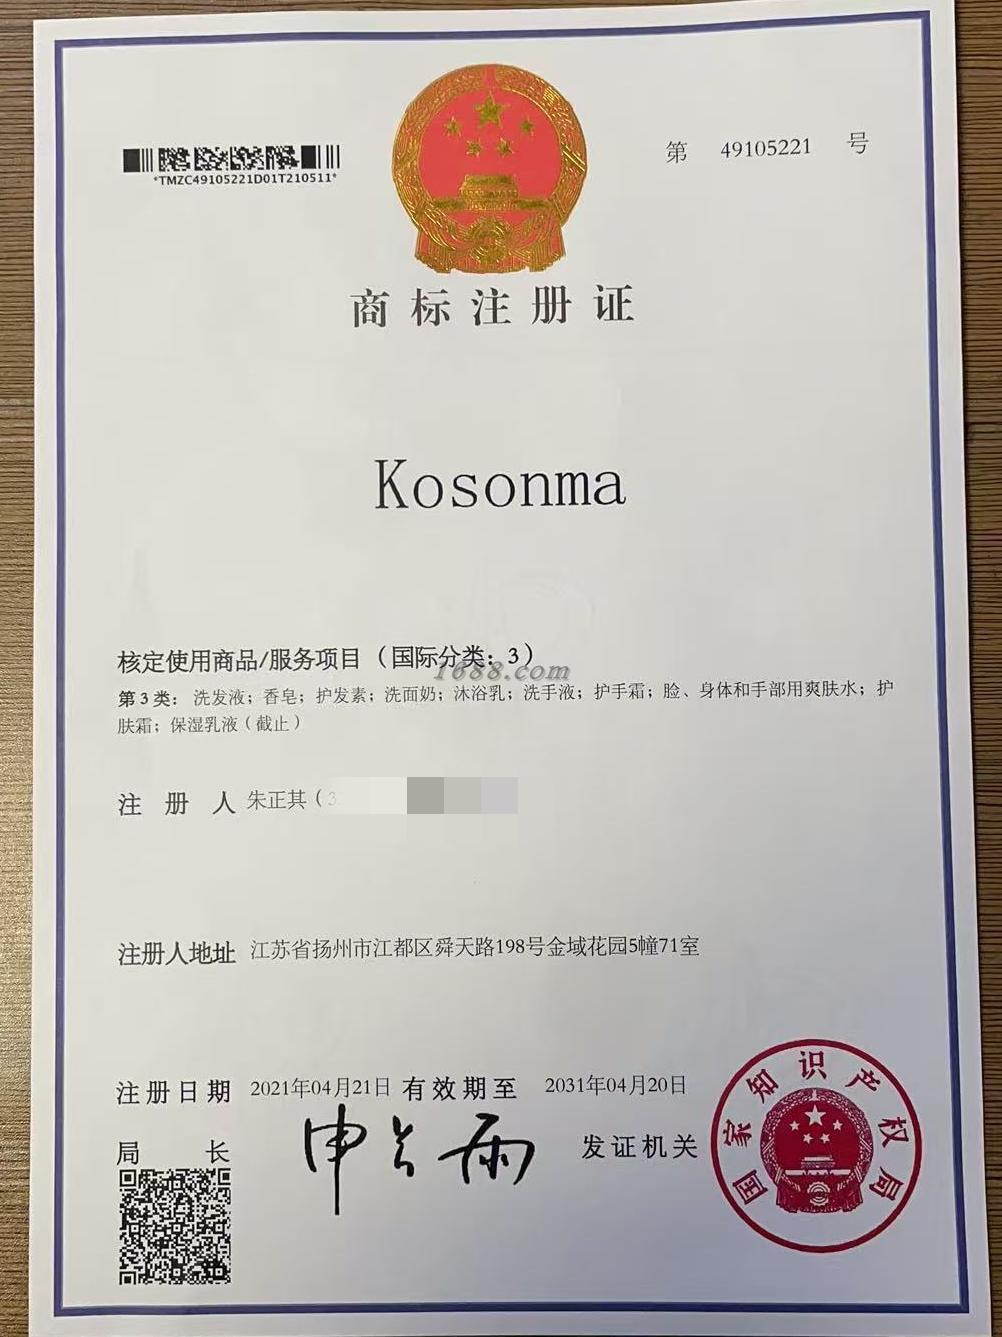 *TMZC49105221D01T210511*
第 49105221 号
商标注册证
Kosonma
核定使用商品/服务项目（国际分类：3）
1688.com
第3类：洗发液；香皂；护发素；洗面奶；沐浴乳；洗手液；护手霜；脸、身体和手部用爽肤水；护
肤霜；保湿乳液（截止）
注 册 人 朱正其（3
注册人地址 江苏省扬州市江都区舜天路198号金域花园5幢71室
注册日期 2021年04月21日 有效期至 2031年04月20日
局 长 申长雨 发证机关
国家知识产权局